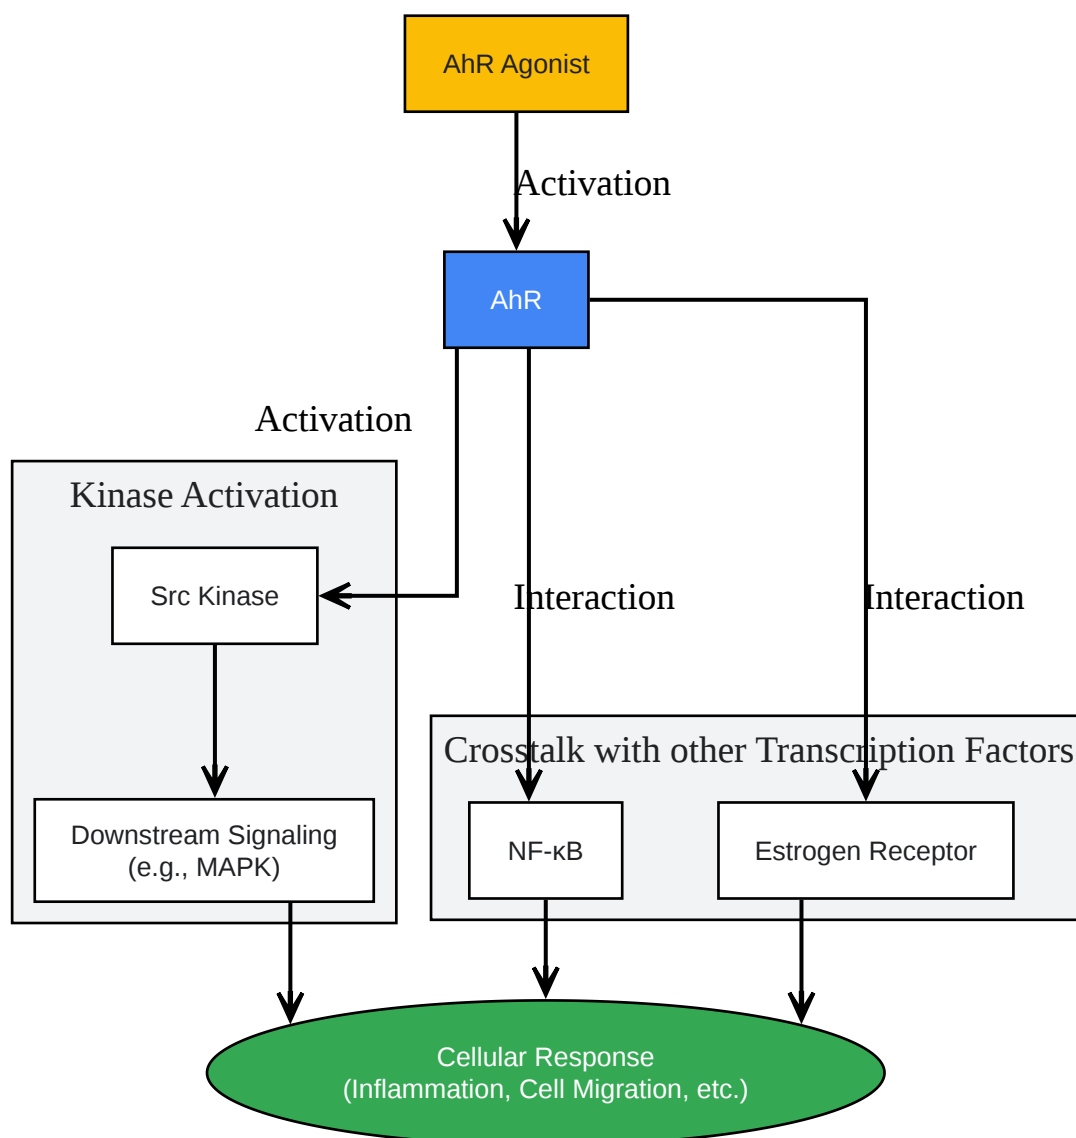 AhR Agonist
Activation
AhR
Activation
Kinase Activation
Src Kinase
Interaction
Interaction
Crosstalk with other Transcription Factors
Downstream Signaling
(e.g., MAPK)
NF-κB
Estrogen Receptor
Cellular Response
(Inflammation, Cell Migration, etc.)